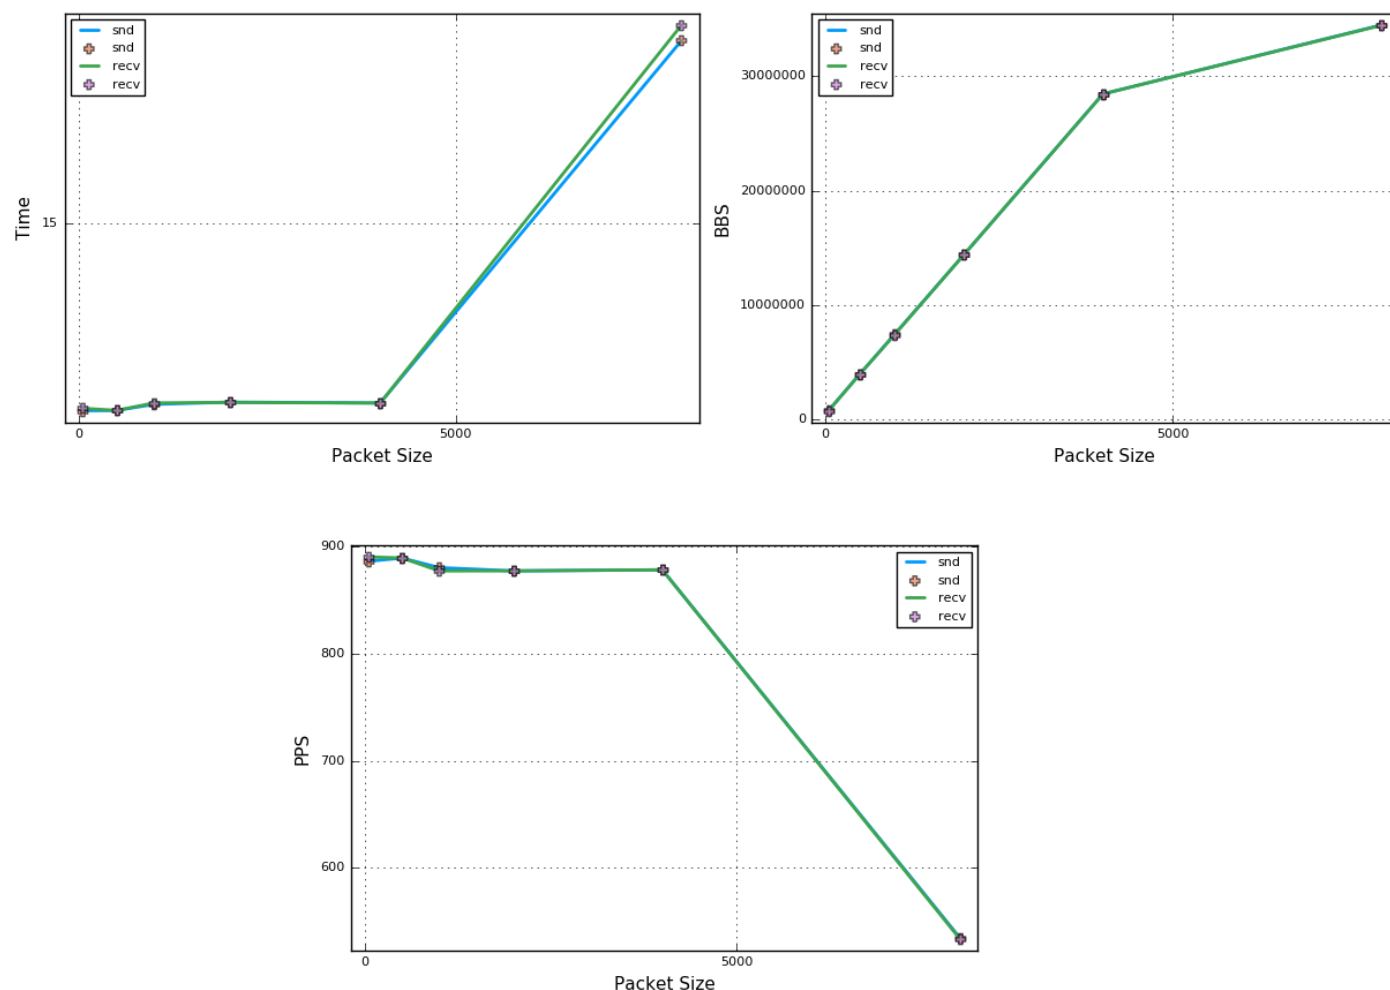 snd
snd
recv
recv
Time
15
0
5000
Packet Size
snd
snd
recv
recv
BBS
30000000
20000000
10000000
0
0
5000
Packet Size
900
800
700
600
PPS
snd
snd
recv
recv
0
5000
Packet Size